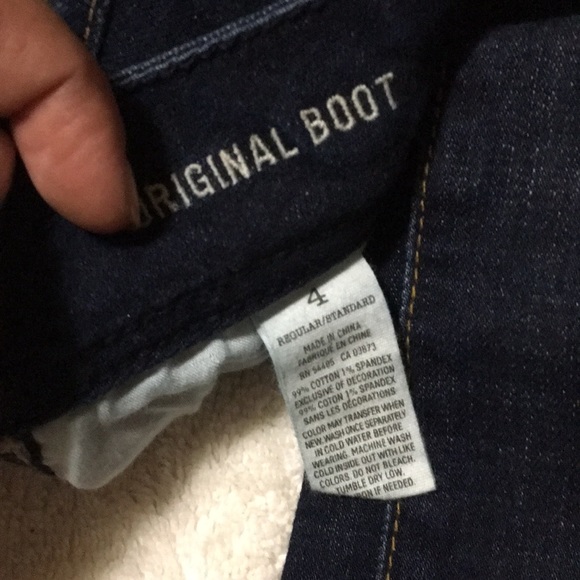 ORIGINAL BOOT
4
REGULAR/STANDARD
MADE IN CHINA
FABRIQUÉ EN CHINE
RN 54485 CA 03873
99% COTTON 1% SPANDEX
EXCLUSIVE OF DECORATION
99% COTON 1% SPANDEX
SANS LES DÉCORATIONS
COLOR MAY TRANSFER WHEN
NEW. WASH ONCE SEPARATELY
IN COLD WATER BEFORE
WEARING. MACHINE WASH
COLD INSIDE OUT WITH LIKE
COLORS. DO NOT BLEACH.
TUMBLE DRY LOW.
IF NEEDED.